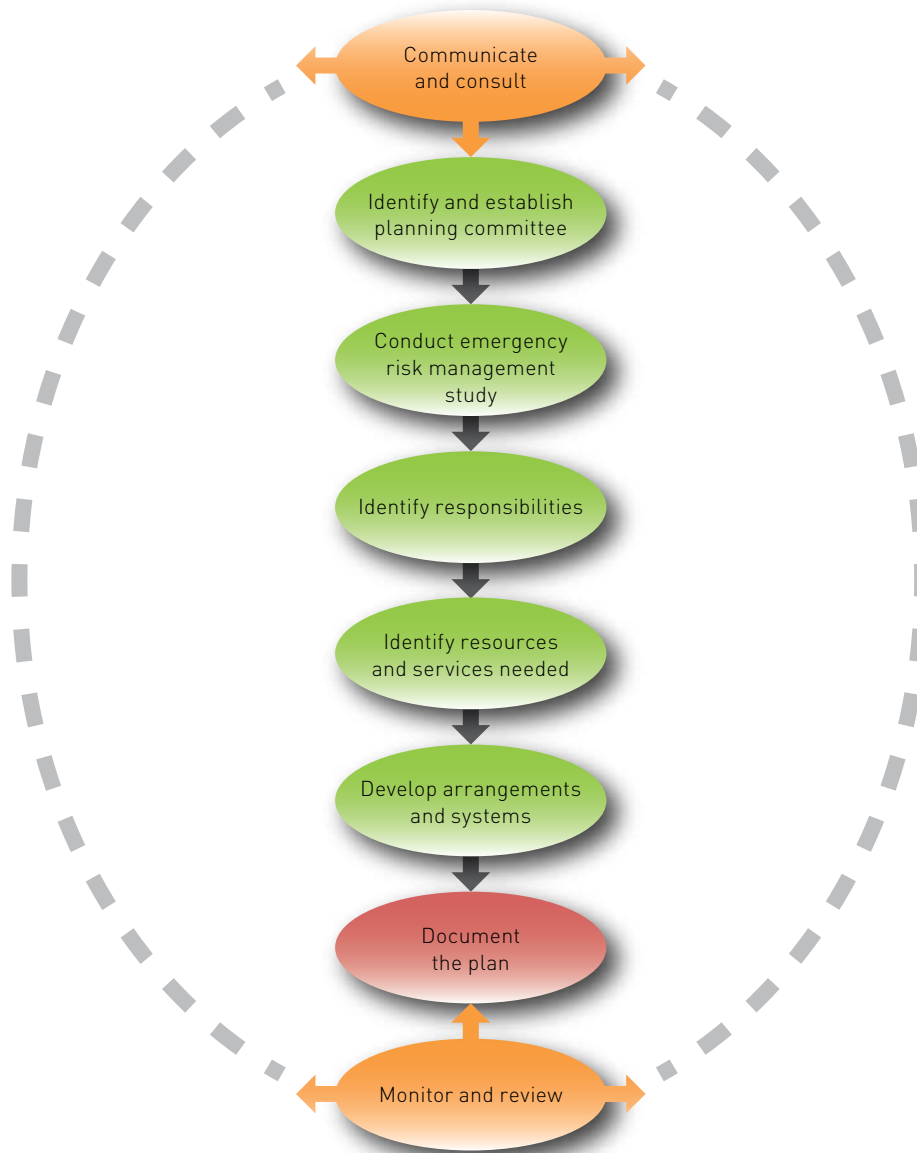 Communicate
and consult
Identify and establish
planning committee
Conduct emergency
risk management
study
Identify responsibilities
Identify resources
and services needed
Develop arrangements
and systems
Document
the plan
Monitor and review